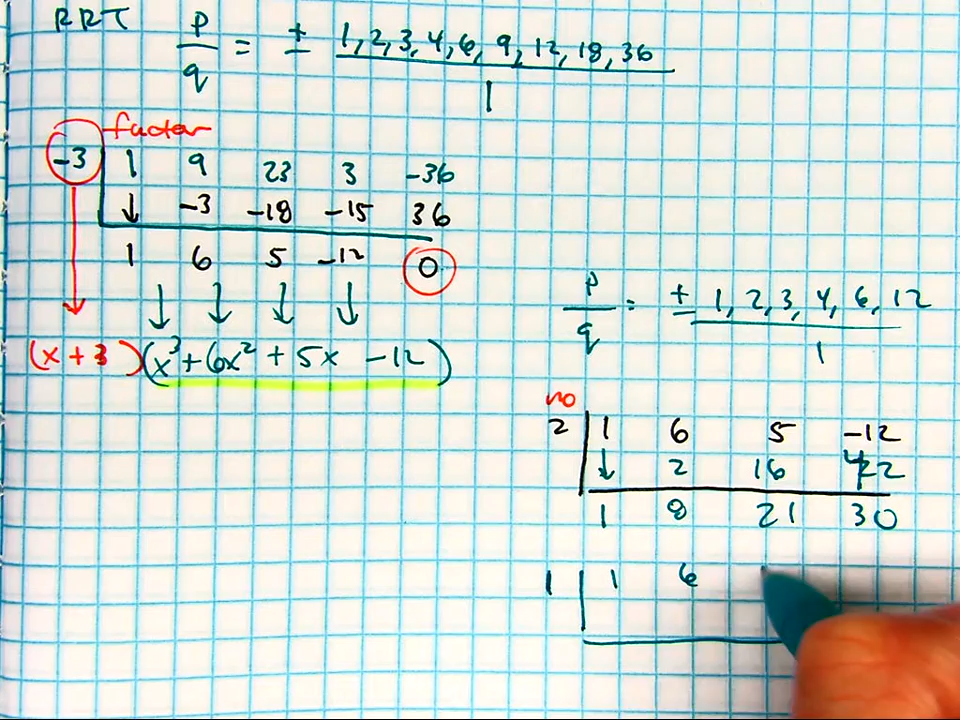 RRT p/q = ± 1, 2, 3, 4, 6, 9, 12, 18, 36 / 1
factor
-3 | 1 9 23 3 -36
↓ -3 -18 -15 36
1 6 5 -12 0
(x + 3)(x³ + 6x² + 5x - 12)
p/q = ± 1, 2, 3, 4, 6, 12 / 1
no
2 | 1 6 5 -12
↓ 2 16 42
1 8 21 30
1 | 1 6